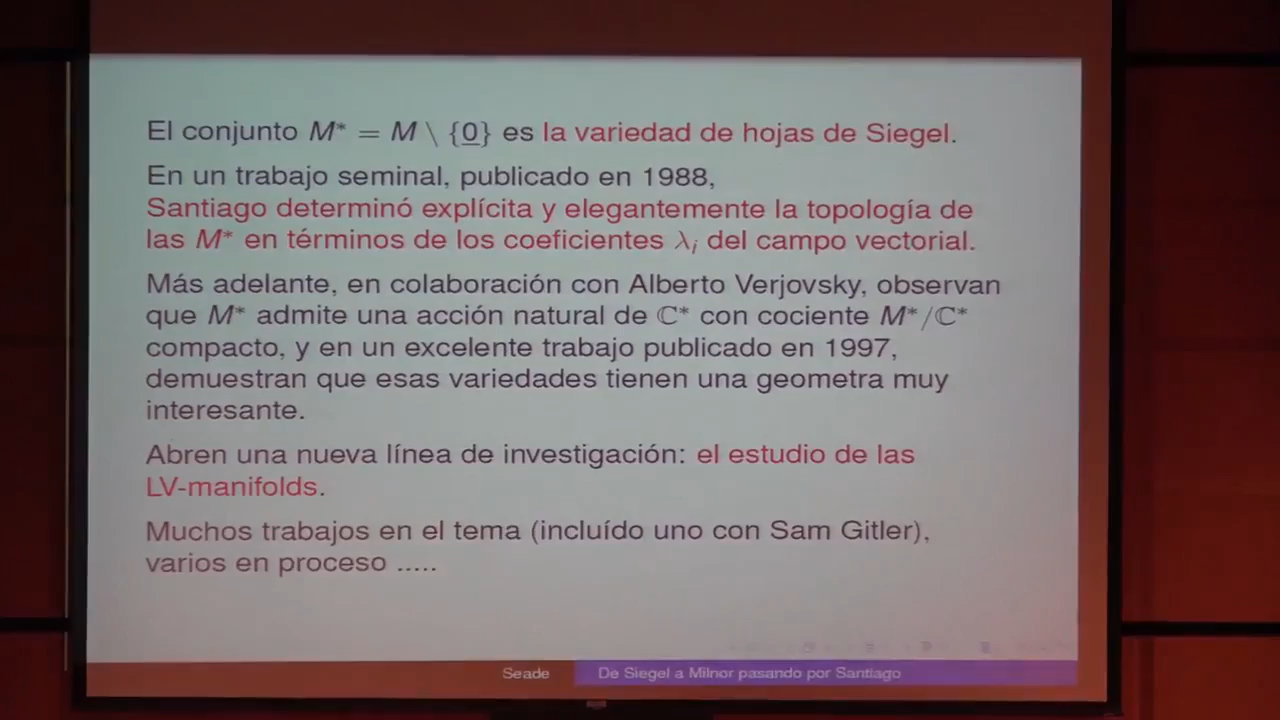 El conjunto M* = M \ {0} es la variedad de hojas de Siegel.
En un trabajo seminal, publicado en 1988,
Santiago determinó explícita y elegantemente la topología de
las M* en términos de los coeficientes λᵢ del campo vectorial.
Más adelante, en colaboración con Alberto Verjovsky, observan
que M* admite una acción natural de ℂ* con cociente M*/ℂ*
compacto, y en un excelente trabajo publicado en 1997,
demuestran que esas variedades tienen una geometra muy
interesante.
Abren una nueva línea de investigación: el estudio de las
LV-manifolds.
Muchos trabajos en el tema (incluído uno con Sam Gitler),
varios en proceso .....
Seade De Siegel a Milnor pasando por Santiago